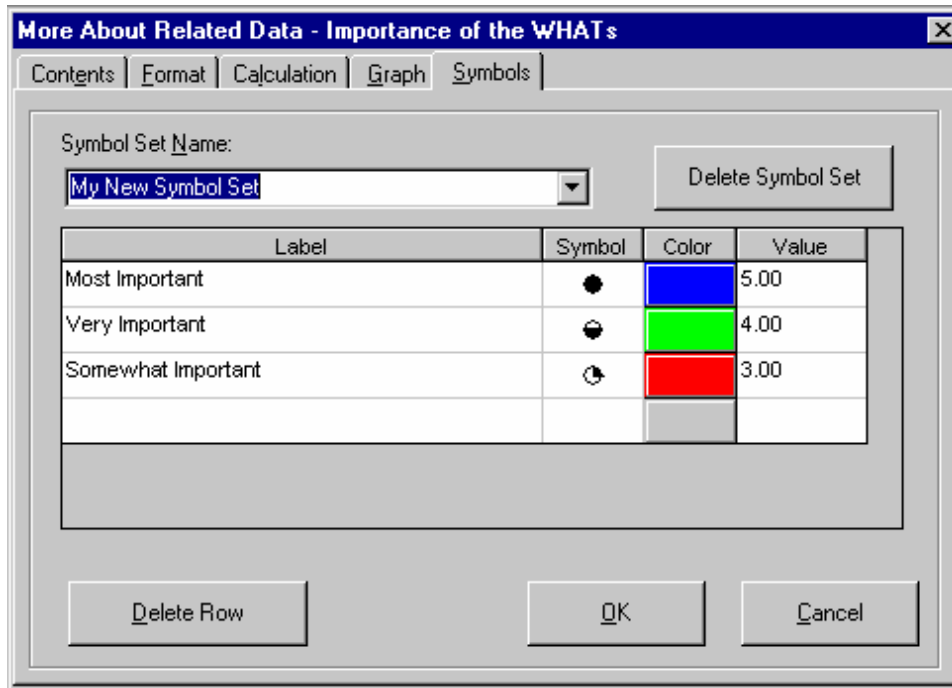 More About Related Data - Importance of the WHATs
Contents Format Calculation Graph Symbols
Symbol Set Name:
My New Symbol Set Delete Symbol Set
Label Symbol Color Value
Most Important 5.00
Very Important 4.00
Somewhat Important 3.00
Delete Row OK Cancel